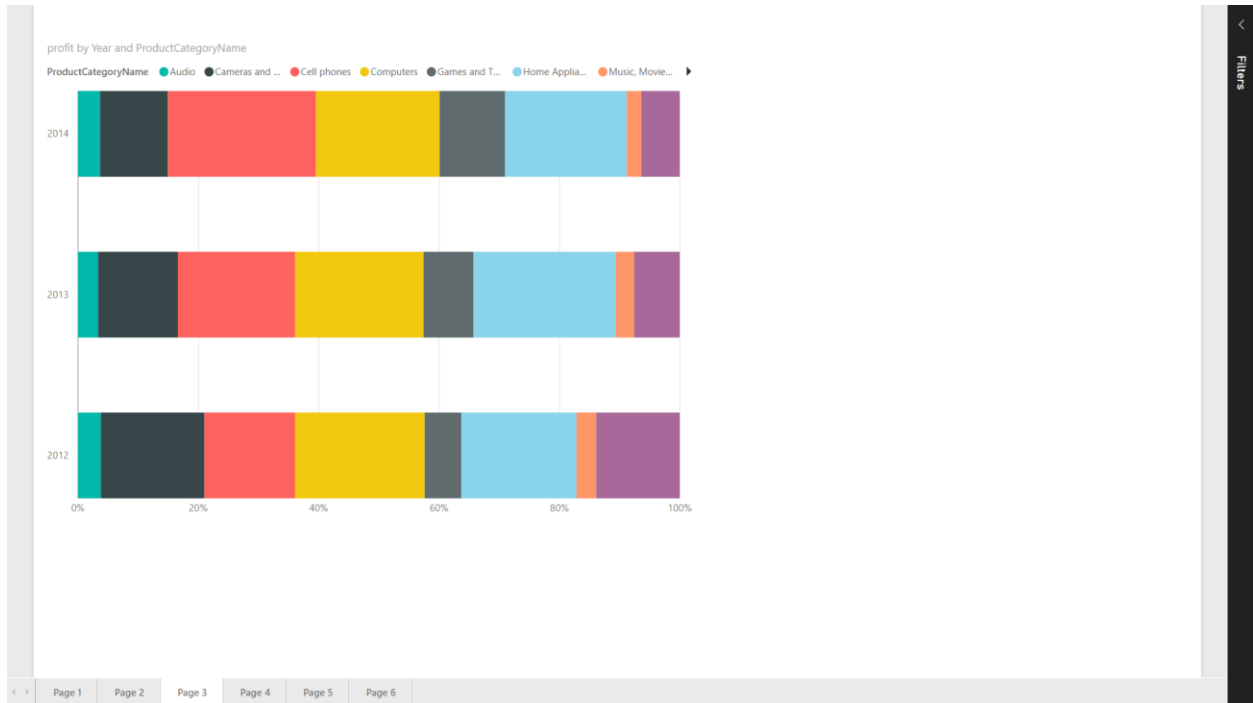 profit by Year and ProductCategoryName
ProductCategoryName Audio Cameras and ... Cell phones Computers Games and T... Home Applia... Music, Movie...
2014
2013
2012
0% 20% 40% 60% 80% 100%
Filters
Page 1 Page 2 Page 3 Page 4 Page 5 Page 6